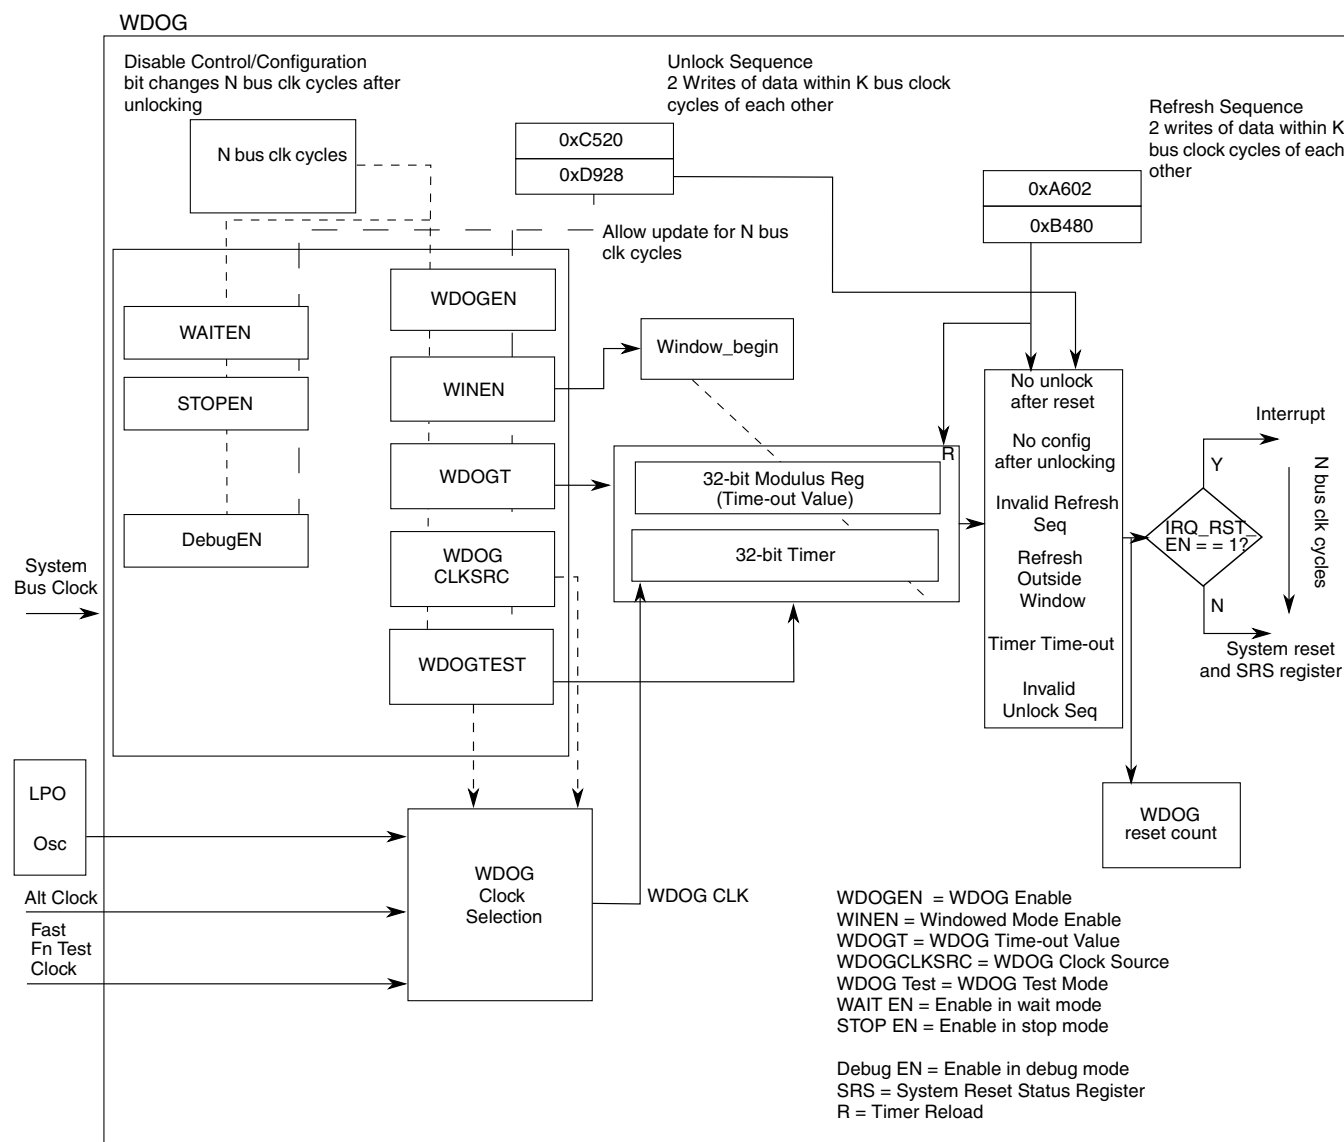 WDOG
Disable Control/Configuration
bit changes N bus clk cycles after
unlocking
N bus clk cycles
Unlock Sequence
2 Writes of data within K bus clock
cycles of each other
0xC520
0xD928
Refresh Sequence
2 writes of data within K
bus clock cycles of each
other
0xA602
0xB480
Allow update for N bus
clk cycles
WAITEN
STOPEN
DebugEN
WDOGEN
WINEN
WDOGT
WDOG
CLKSRC
WDOGTEST
Window_begin
R
32-bit Modulus Reg
(Time-out Value)
32-bit Timer
No unlock
after reset
No config
after unlocking
Invalid Refresh
Seq
Refresh
Outside
Window
Timer Time-out
Invalid
Unlock Seq
Interrupt
Y
IRQ_RST_
EN = = 1?
N
N bus clk cycles
System reset
and SRS register
WDOG
reset count
System
Bus Clock
LPO
Osc
Alt Clock
Fast
Fn Test
Clock
WDOG
Clock
Selection
WDOG CLK
WDOGEN = WDOG Enable
WINEN = Windowed Mode Enable
WDOGT = WDOG Time-out Value
WDOGCLKSRC = WDOG Clock Source
WDOG Test = WDOG Test Mode
WAIT EN = Enable in wait mode
STOP EN = Enable in stop mode
Debug EN = Enable in debug mode
SRS = System Reset Status Register
R = Timer Reload